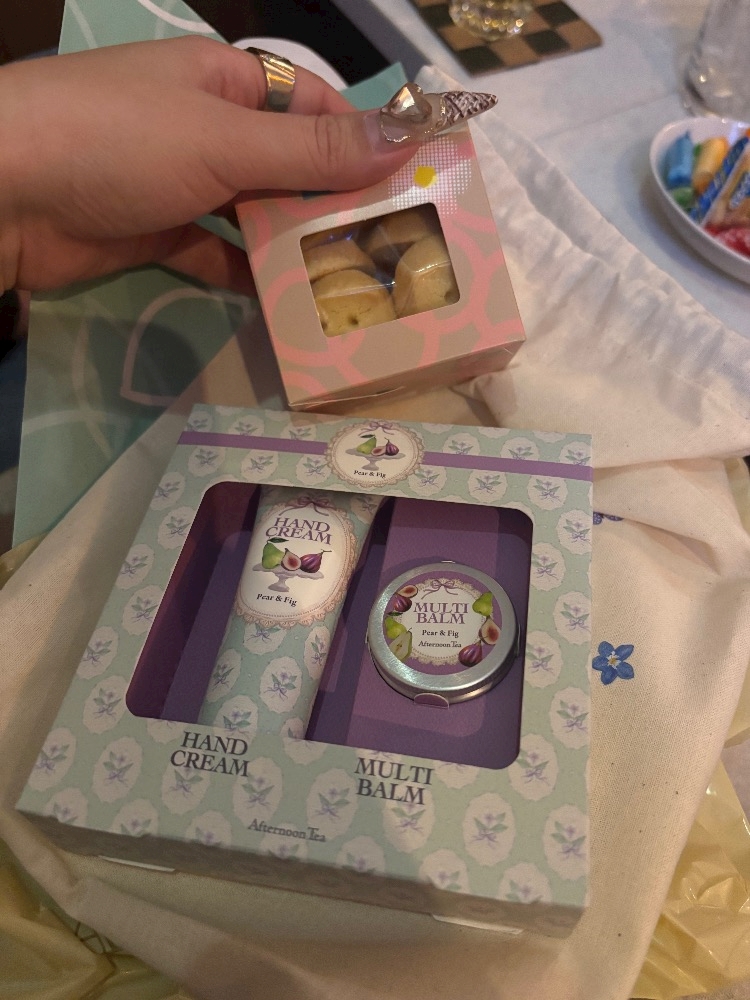 Pear & Fig
HAND
CREAM
Pear & Fig
MULTI
BALM
Pear & Fig
Afternoon Tea
HAND
CREAM
MULTI
BALM
Afternoon Tea